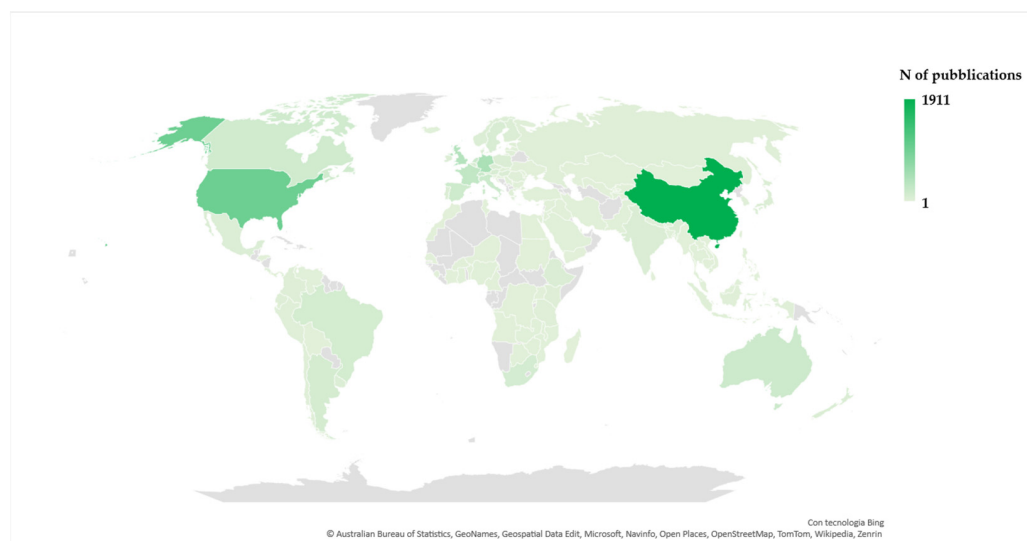 N of pubblications
1911
1
Con tecnologia Bing
© Australian Bureau of Statistics, GeoNames, Geospatial Data Edit, Microsoft, Navinfo, Open Places, OpenStreetMap, TomTom, Wikipedia, Zenrin